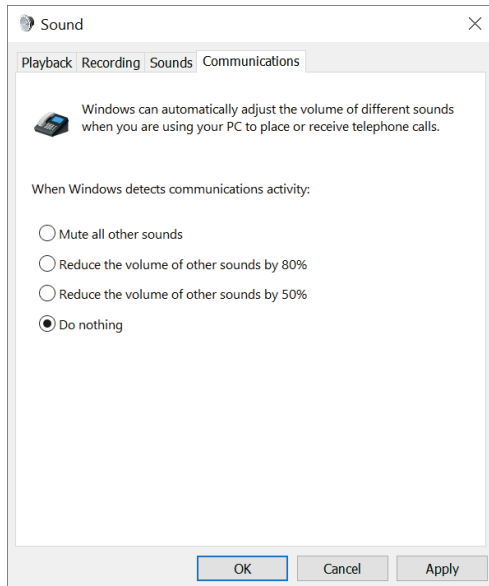 Sound
Playback Recording Sounds Communications
Windows can automatically adjust the volume of different sounds
when you are using your PC to place or receive telephone calls.
When Windows detects communications activity:
Mute all other sounds
Reduce the volume of other sounds by 80%
Reduce the volume of other sounds by 50%
Do nothing
OK Cancel Apply